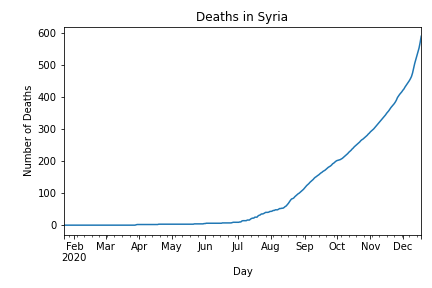 Deaths in Syria
600
500
400
300
200
100
0
Number of Deaths
Feb Mar Apr May Jun Jul Aug Sep Oct Nov Dec
2020
Day